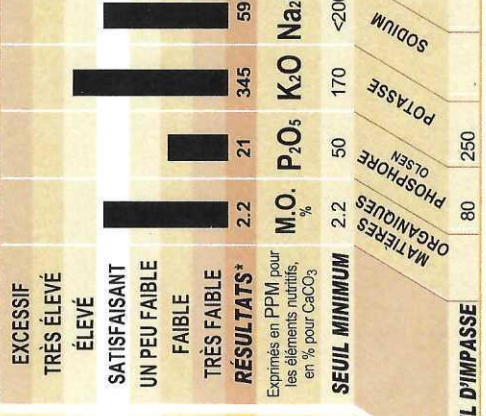 EXCESSIF
TRÈS ÉLEVÉ
ÉLEVÉ
SATISFAISANT
UN PEU FAIBLE
FAIBLE
TRÈS FAIBLE
RÉSULTATS* 2.2 21 345 59
Exprimés en PPM pour
les éléments nutritifs,
en % pour CaCO3
M.O. % P2O5 K2O Na2
SEUIL MINIMUM 2.2 50 170 <200
MATIÈRES
ORGANIQUES
PHOSPHORE
OLSEN
POTASSE
SODIUM
L D'IMPASSE 80 250